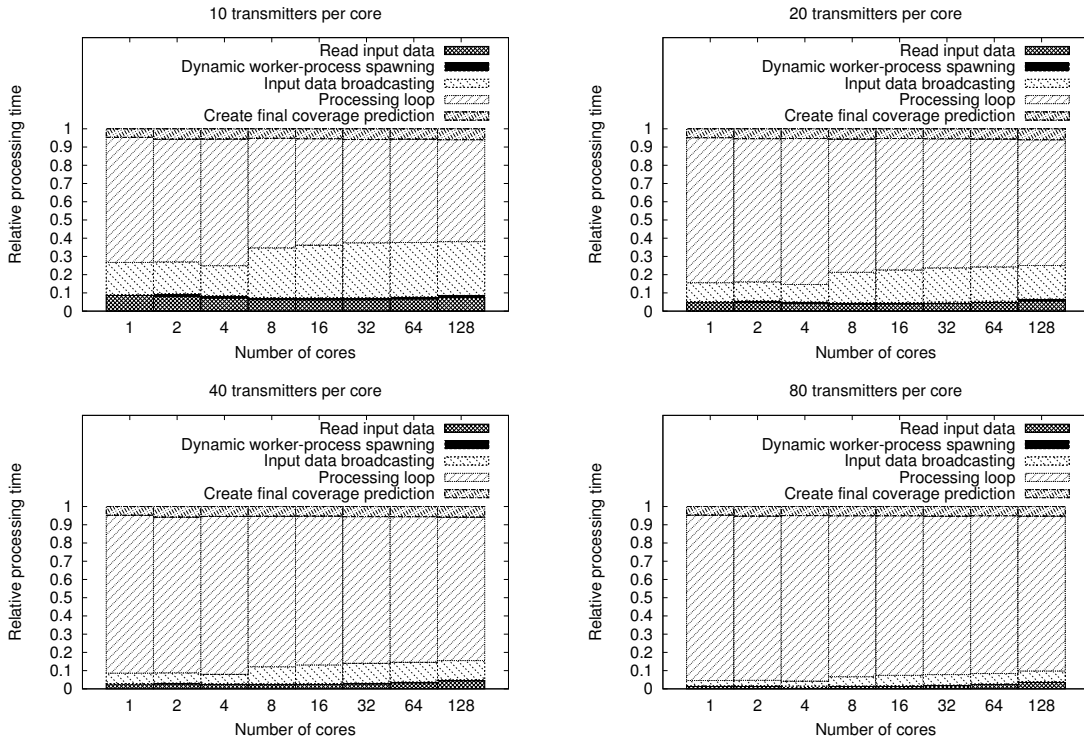 10 transmitters per core
Relative processing time
Read input data
Dynamic worker-process spawning
Input data broadcasting
Processing loop
Create final coverage prediction
1
0.9
0.8
0.7
0.6
0.5
0.4
0.3
0.2
0.1
0
1 2 4 8 16 32 64 128
Number of cores
20 transmitters per core
Relative processing time
Read input data
Dynamic worker-process spawning
Input data broadcasting
Processing loop
Create final coverage prediction
1
0.9
0.8
0.7
0.6
0.5
0.4
0.3
0.2
0.1
0
1 2 4 8 16 32 64 128
Number of cores
40 transmitters per core
Relative processing time
Read input data
Dynamic worker-process spawning
Input data broadcasting
Processing loop
Create final coverage prediction
1
0.9
0.8
0.7
0.6
0.5
0.4
0.3
0.2
0.1
0
1 2 4 8 16 32 64 128
Number of cores
80 transmitters per core
Relative processing time
Read input data
Dynamic worker-process spawning
Input data broadcasting
Processing loop
Create final coverage prediction
1
0.9
0.8
0.7
0.6
0.5
0.4
0.3
0.2
0.1
0
1 2 4 8 16 32 64 128
Number of cores